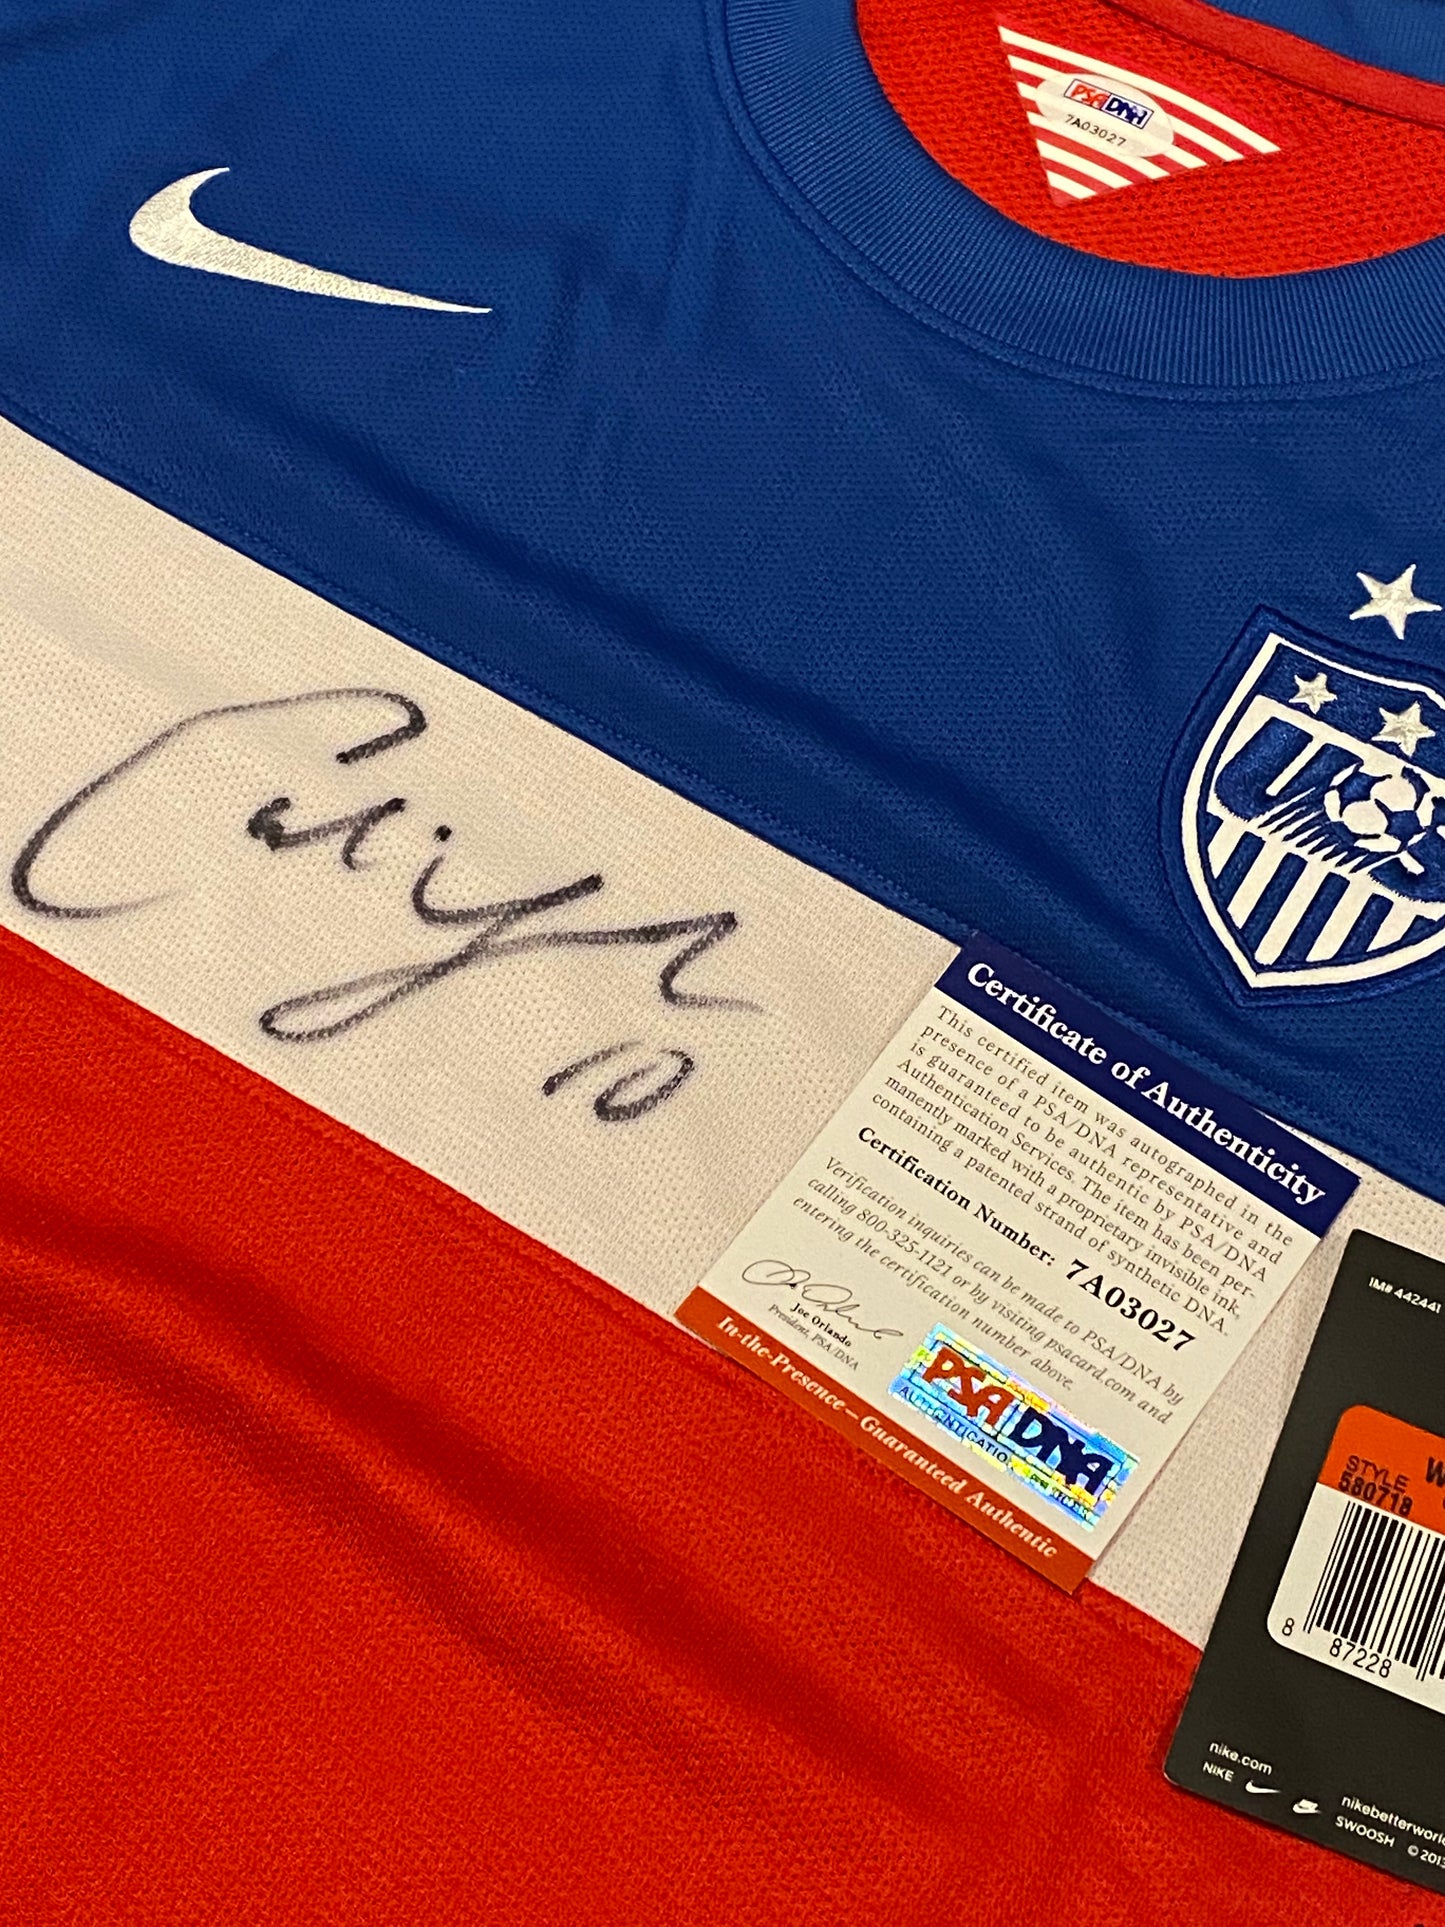 PSA DNA
7A03027
US
10
Certificate of Authenticity
This certified item was autographed in the
presence of a PSA/DNA representative and
is guaranteed to be authentic by PSA/DNA
Authentication Services. The item has been per-
manently marked with a proprietary invisible ink,
containing a patented strand of synthetic DNA.
Certification Number: 7A03027
Verification inquiries can be made to PSA/DNA by
calling 800-325-1121 or by visiting psacard.com and
entering the certification number above.
Joe Orlando
President, PSA/DNA
PSA DNA
In-the-Presence—Guaranteed Authentic
IM# 442441
STYLE
580718
8 87228
nike.com
NIKE
SWOOSH © 2013